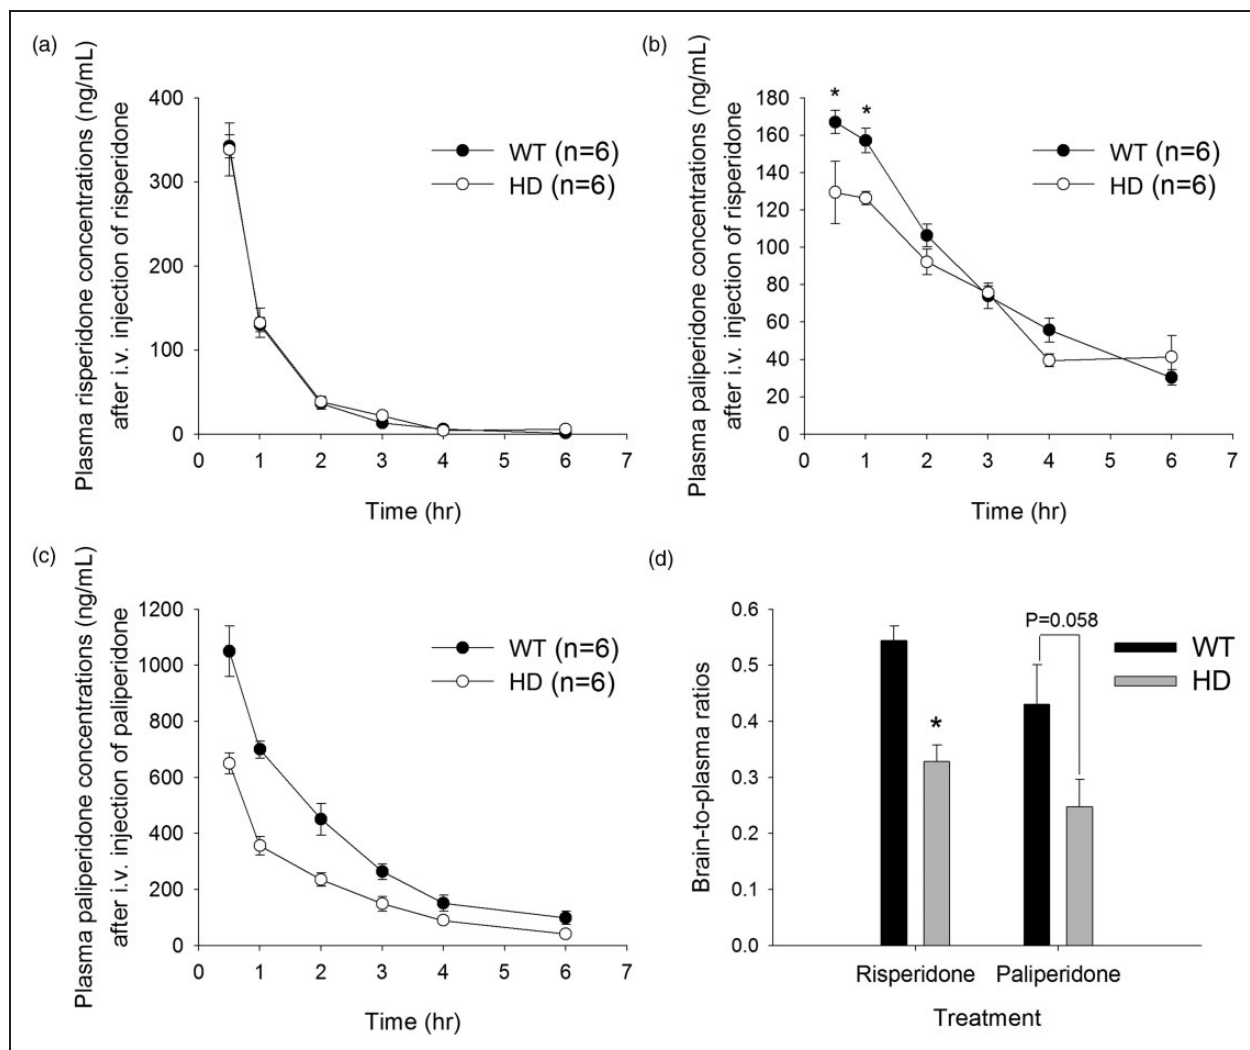 (a)
Plasma risperidone concentrations (ng/mL)
after i.v. injection of risperidone
400
300
200
100
0
0 1 2 3 4 5 6 7
Time (hr)
WT (n=6)
HD (n=6)
(b)
Plasma paliperidone concentrations (ng/mL)
after i.v. injection of risperidone
180
160
140
120
100
80
60
40
20
0
0 1 2 3 4 5 6 7
Time (hr)
* *
WT (n=6)
HD (n=6)
(c)
Plasma paliperidone concentrations (ng/mL)
after i.v. injection of paliperidone
1200
1000
800
600
400
200
0
0 1 2 3 4 5 6 7
Time (hr)
WT (n=6)
HD (n=6)
(d)
Brain-to-plasma ratios
0.6
0.5
0.4
0.3
0.2
0.1
0.0
*
P=0.058
WT
HD
Risperidone Paliperidone
Treatment